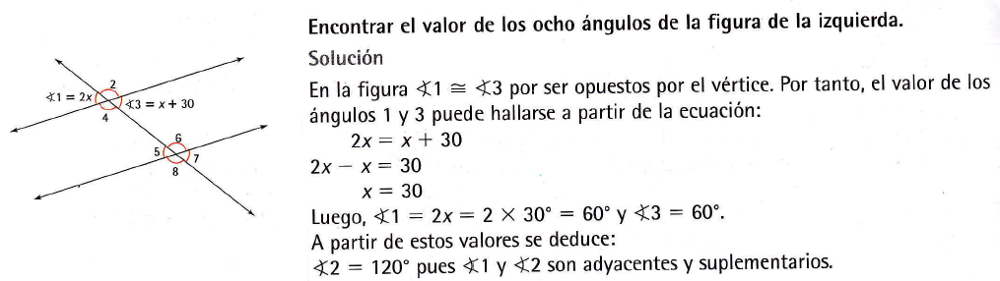 Encontrar el valor de los ocho ángulos de la figura de la izquierda.
Solución
En la figura ∢1 ≅ ∢3 por ser opuestos por el vértice. Por tanto, el valor de los
ángulos 1 y 3 puede hallarse a partir de la ecuación:
2x = x + 30
2x − x = 30
x = 30
Luego, ∢1 = 2x = 2 × 30° = 60° y ∢3 = 60°.
A partir de estos valores se deduce:
∢2 = 120° pues ∢1 y ∢2 son adyacentes y suplementarios.
2
∢1 = 2x
∢3 = x + 30
4
6
5
7
8